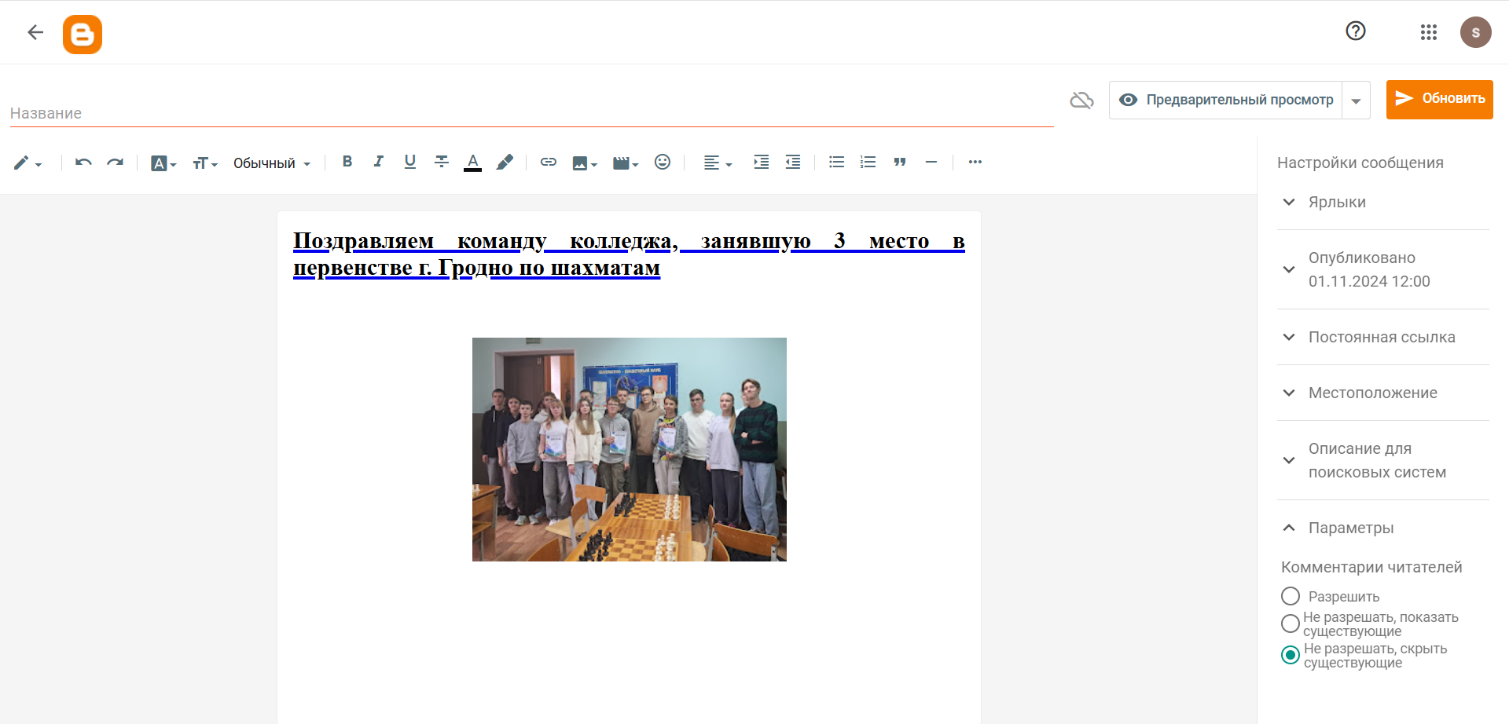 S
Название
Предварительный просмотр
Обновить
Обычный
Настройки сообщения
Ярлыки
Опубликовано
01.11.2024 12:00
Постоянная ссылка
Местоположение
Описание для
поисковых систем
Параметры
Комментарии читателей
Разрешить
Не разрешать, показать
существующие
Не разрешать, скрыть
существующие
Поздравляем команду колледжа, занявшую 3 место в
первенстве г. Гродно по шахматам